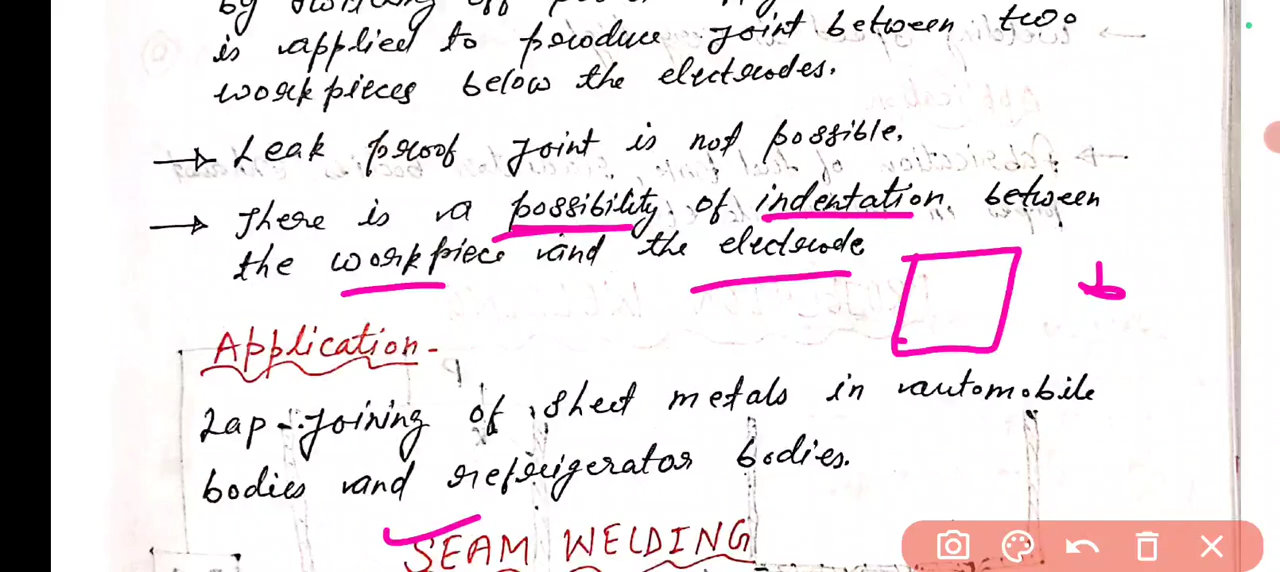 is applied to produce joint between two
workpieces below the electrodes.
→ Leak proof joint is not possible.
→ There is a possibility of indentation between
the workpiece and the electrode
Application -
Lap - joining of sheet metals in automobile
bodies and refrigerator bodies.
SEAM WELDING